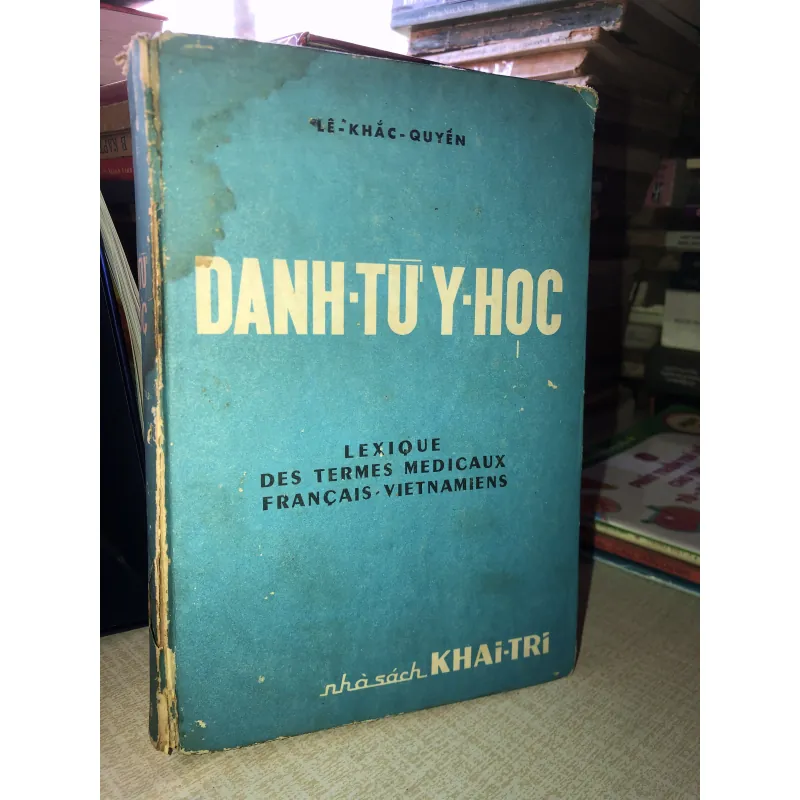 LÊ-KHẮC-QUYẾN
DANH-TỪ Y-HỌC
LEXIQUE
DES TERMES MEDICAUX
FRANÇAIS-VIETNAMiENS
nhà sách KHAi-TRÍ